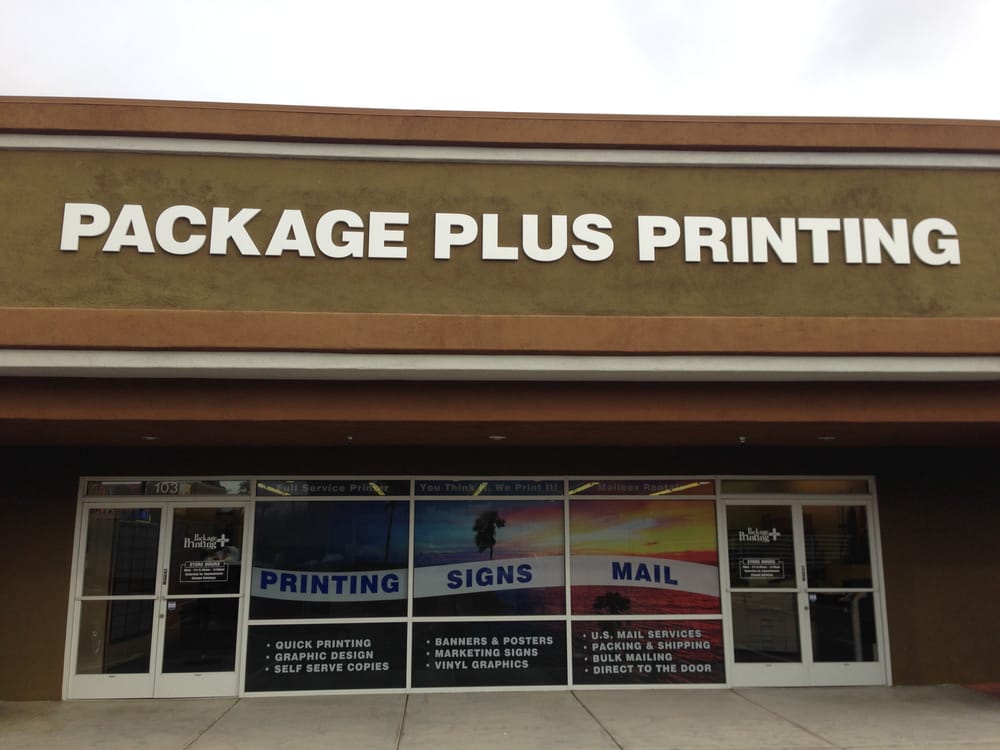 PACKAGE PLUS PRINTING
103
Full Service Printer
You Think It, We Print It!
Mailbox Rentals
Package
Printing+
STORE HOURS
PRINTING
SIGNS
MAIL
Package
Printing+
STORE HOURS
• QUICK PRINTING
• GRAPHIC DESIGN
• SELF SERVE COPIES
• BANNERS & POSTERS
• MARKETING SIGNS
• VINYL GRAPHICS
• U.S. MAIL SERVICES
• PACKING & SHIPPING
• BULK MAILING
• DIRECT TO THE DOOR